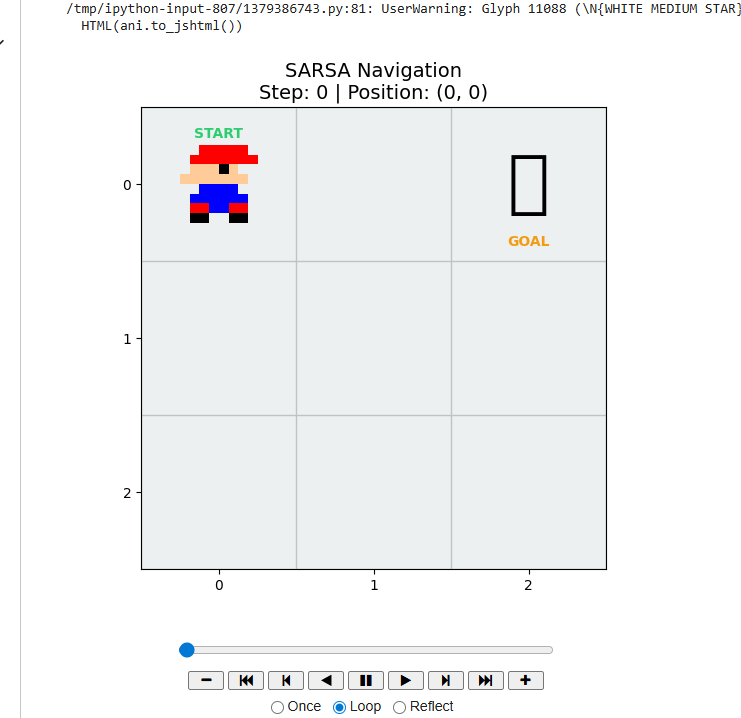 /tmp/ipython-input-807/1379386743.py:81: UserWarning: Glyph 11088 (\N{WHITE MEDIUM STAR}
HTML(ani.to_jshtml())
SARSA Navigation
Step: 0 | Position: (0, 0)
START
0
GOAL
1
2
0 1 2
Once Loop Reflect